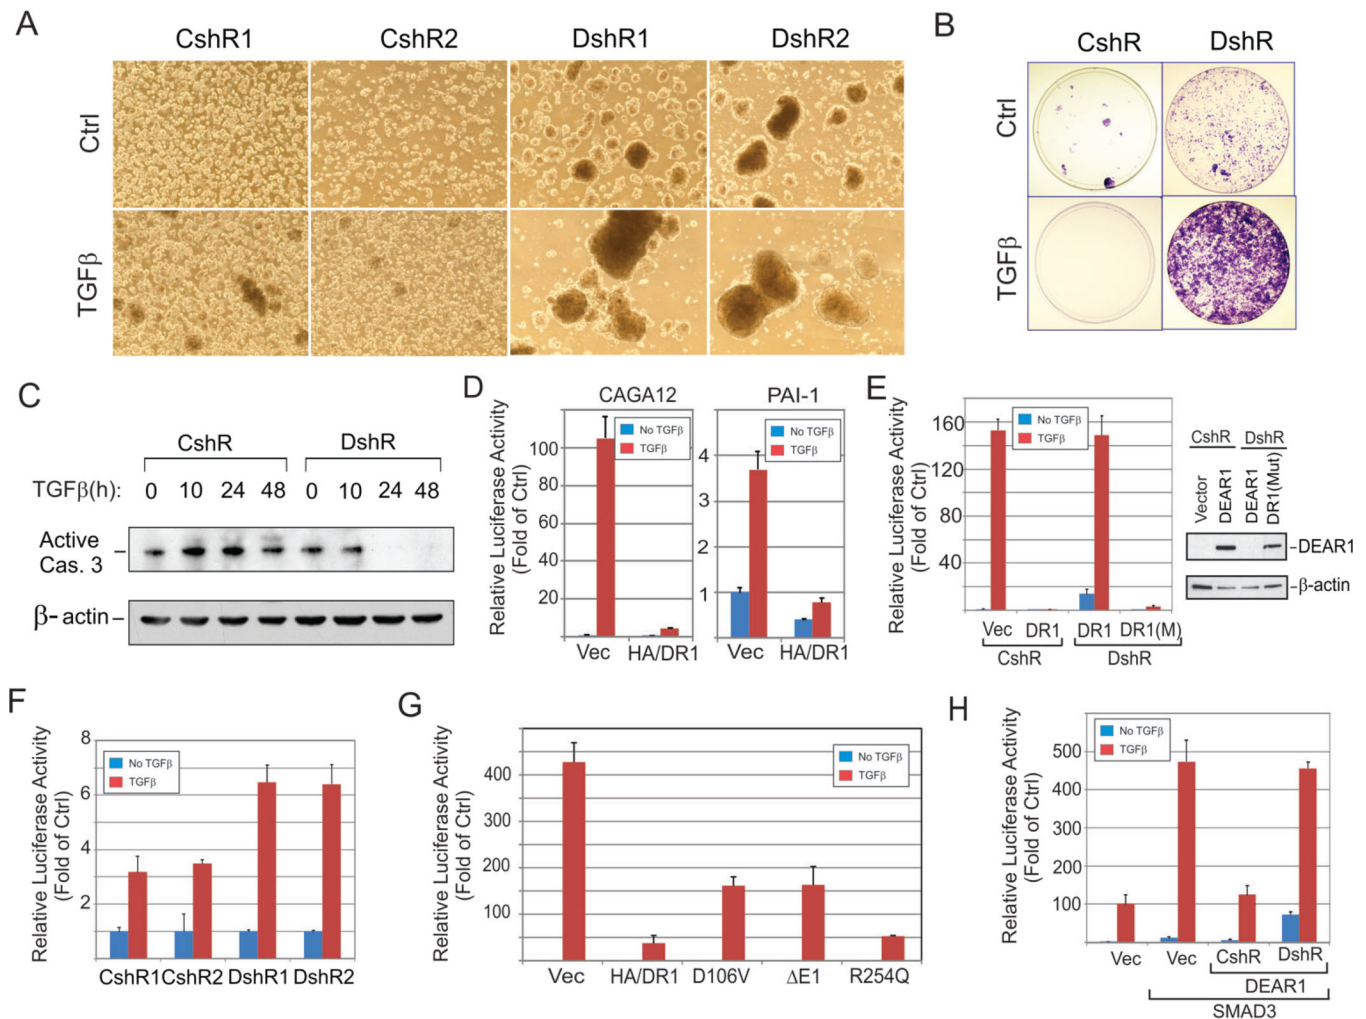 A
CshR1 CshR2 DshR1 DshR2
Ctrl
TGFβ
B
CshR DshR
Ctrl
TGFβ
C
CshR DshR
TGFβ(h): 0 10 24 48 0 10 24 48
Active
Cas. 3
β- actin
D
CAGA12 PAI-1
Relative Luciferase Activity
(Fold of Ctrl)
No TGFβ
TGFβ
100
80
60
40
20
Vec HA/DR1
No TGFβ
TGFβ
4
3
2
1
Vec HA/DR1
E
Relative Luciferase Activity
(Fold of Ctrl)
No TGFβ
TGFβ
160
120
80
40
Vec DR1 DR1 DR1(M)
CshR DshR
CshR DshR
Vector
DEAR1
DEAR1
DR1(Mut)
DEAR1
β-actin
F
Relative Luciferase Activity
(Fold of Ctrl)
No TGFβ
TGFβ
8
6
4
2
CshR1 CshR2 DshR1 DshR2
G
Relative Luciferase Activity
(Fold of Ctrl)
No TGFβ
TGFβ
400
300
200
100
Vec HA/DR1 D106V ΔE1 R254Q
H
Relative Luciferase Activity
(Fold of Ctrl)
No TGFβ
TGFβ
500
400
300
200
100
Vec Vec CshR DshR
DEAR1
SMAD3